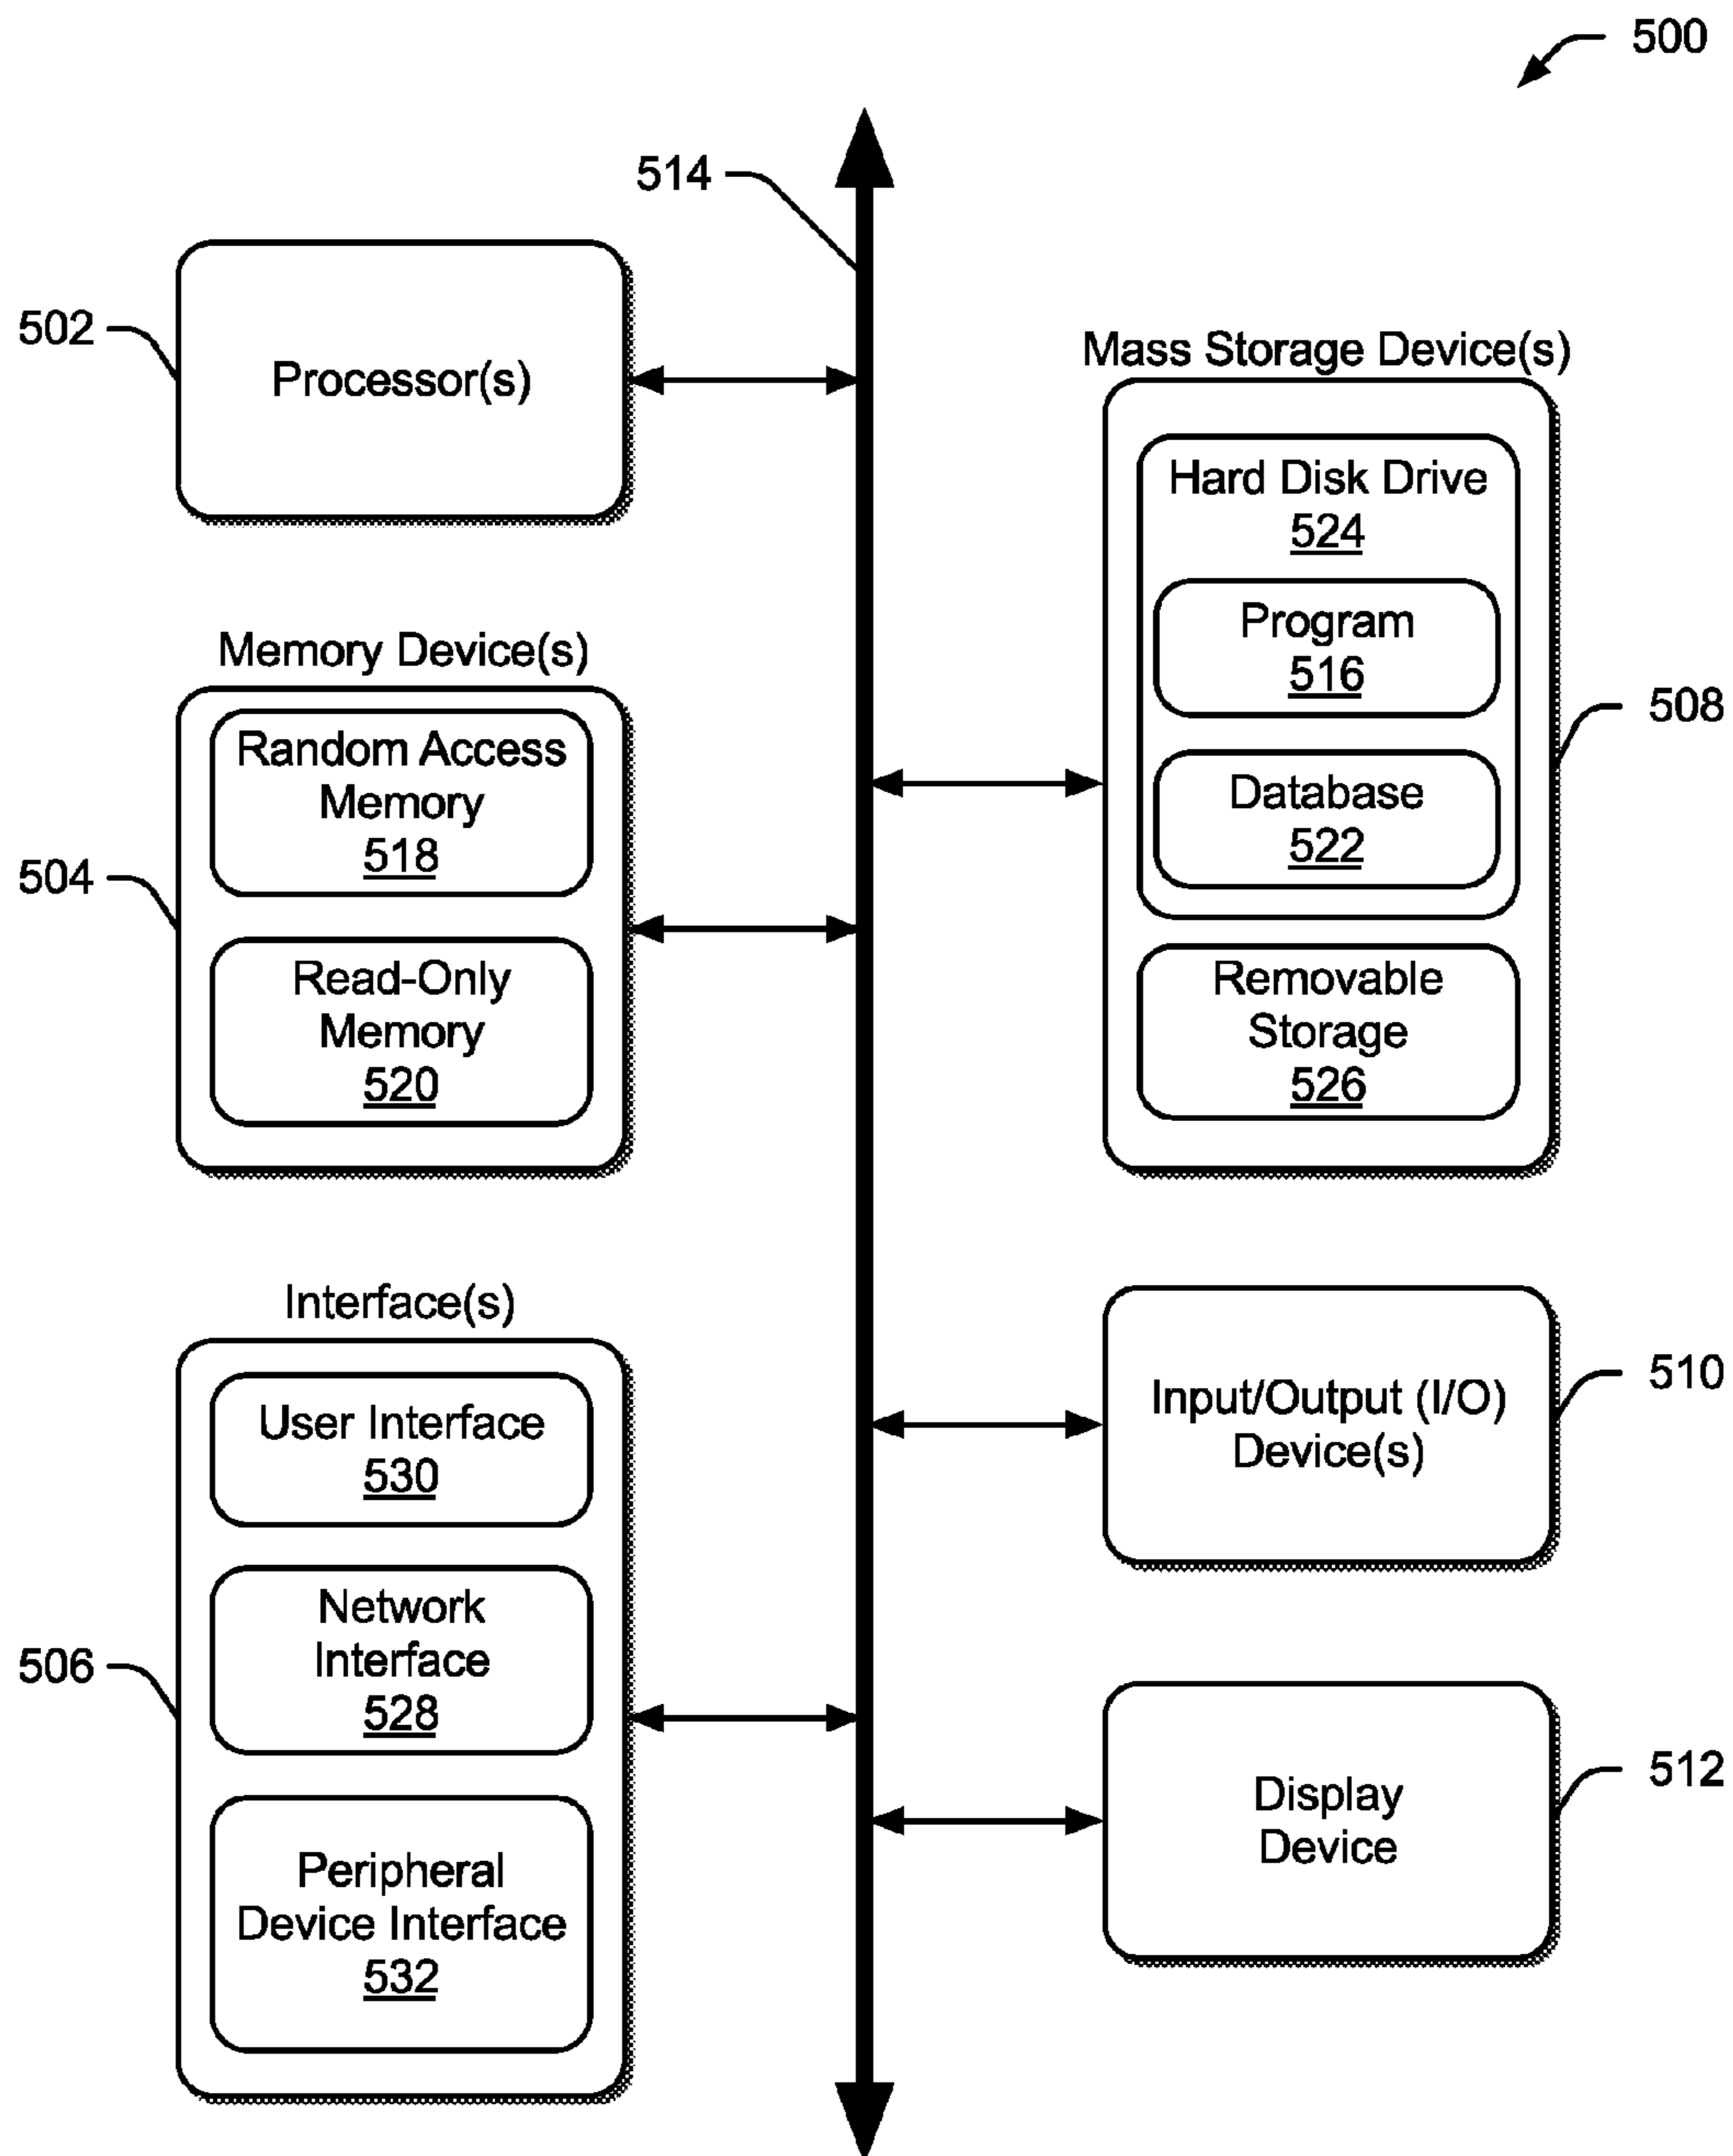 500
514
502
Processor(s)
Memory Device(s)
504
Random Access
Memory
518
Read-Only
Memory
520
Interface(s)
506
User Interface
530
Network
Interface
528
Peripheral
Device Interface
532
Mass Storage Device(s)
508
Hard Disk Drive
524
Program
516
Database
522
Removable
Storage
526
510
Input/Output (I/O)
Device(s)
512
Display
Device